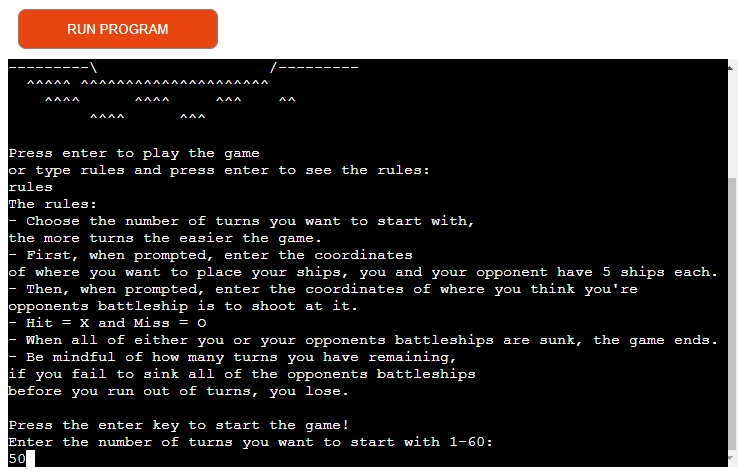 RUN PROGRAM
---------\                   /---------
  ^^^^^ ^^^^^^^^^^^^^^^^^^^^^
    ^^^^      ^^^^     ^^^    ^^
         ^^^^      ^^^
Press enter to play the game
or type rules and press enter to see the rules:
rules
The rules:
- Choose the number of turns you want to start with,
the more turns the easier the game.
- First, when prompted, enter the coordinates
of where you want to place your ships, you and your opponent have 5 ships each.
- Then, when prompted, enter the coordinates of where you think you're
opponents battleship is to shoot at it.
- Hit = X and Miss = O
- When all of either you or your opponents battleships are sunk, the game ends.
- Be mindful of how many turns you have remaining,
if you fail to sink all of the opponents battleships
before you run out of turns, you lose.
Press the enter key to start the game!
Enter the number of turns you want to start with 1-60:
50